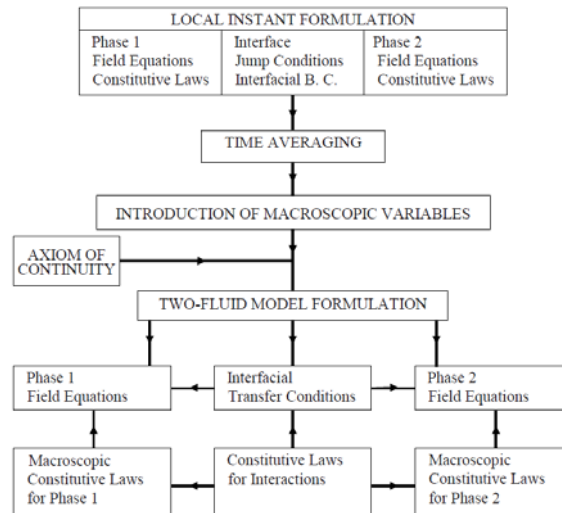 LOCAL INSTANT FORMULATION
Phase 1
Field Equations
Constitutive Laws
Interface
Jump Conditions
Interfacial B. C.
Phase 2
Field Equations
Constitutive Laws
TIME AVERAGING
INTRODUCTION OF MACROSCOPIC VARIABLES
AXIOM OF
CONTINUITY
TWO-FLUID MODEL FORMULATION
Phase 1
Field Equations
Interfacial
Transfer Conditions
Phase 2
Field Equations
Macroscopic
Constitutive Laws
for Phase 1
Constitutive Laws
for Interactions
Macroscopic
Constitutive Laws
for Phase 2